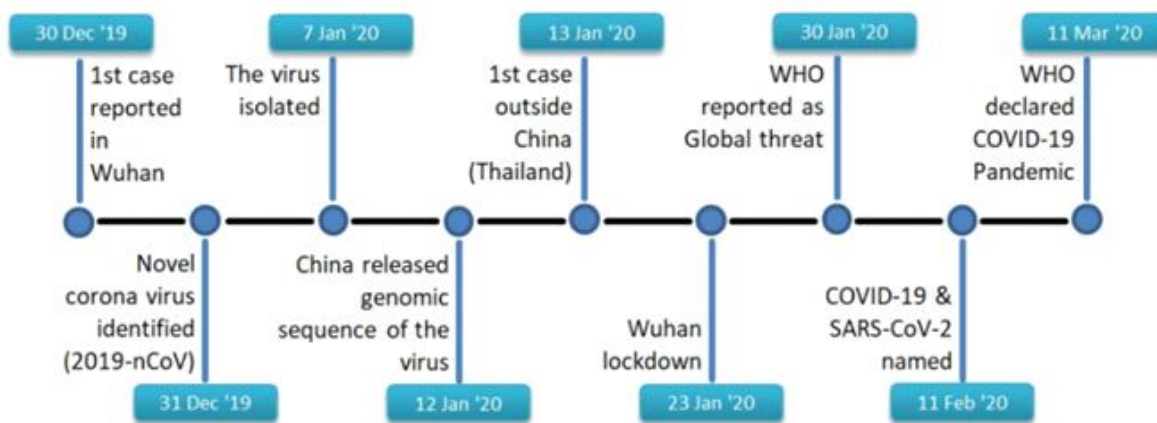 30 Dec '19
1st case
reported
in
Wuhan
31 Dec '19
Novel
corona virus
identified
(2019-nCoV)
7 Jan '20
The virus
isolated
12 Jan '20
China released
genomic
sequence of the
virus
13 Jan '20
1st case
outside
China
(Thailand)
23 Jan '20
Wuhan
lockdown
30 Jan '20
WHO
reported as
Global threat
11 Feb '20
COVID-19 &
SARS-CoV-2
named
11 Mar '20
WHO
declared
COVID-19
Pandemic